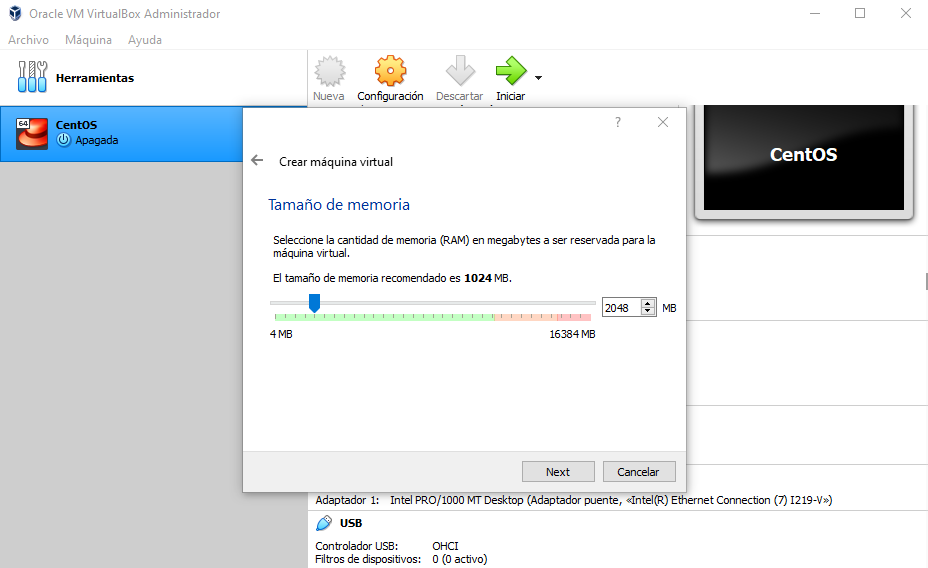 Oracle VM VirtualBox Administrador
Archivo Máquina Ayuda
Herramientas
Nueva Configuración Descartar Iniciar
64
CentOS
Apagada
CentOS
?
Crear máquina virtual
Tamaño de memoria
Seleccione la cantidad de memoria (RAM) en megabytes a ser reservada para la
máquina virtual.
El tamaño de memoria recomendado es 1024 MB.
2048 MB
4 MB 16384 MB
Next Cancelar
Adaptador 1: Intel PRO/1000 MT Desktop (Adaptador puente, «Intel(R) Ethernet Connection (7) I219-V»)
USB
Controlador USB: OHCI
Filtros de dispositivos: 0 (0 activo)